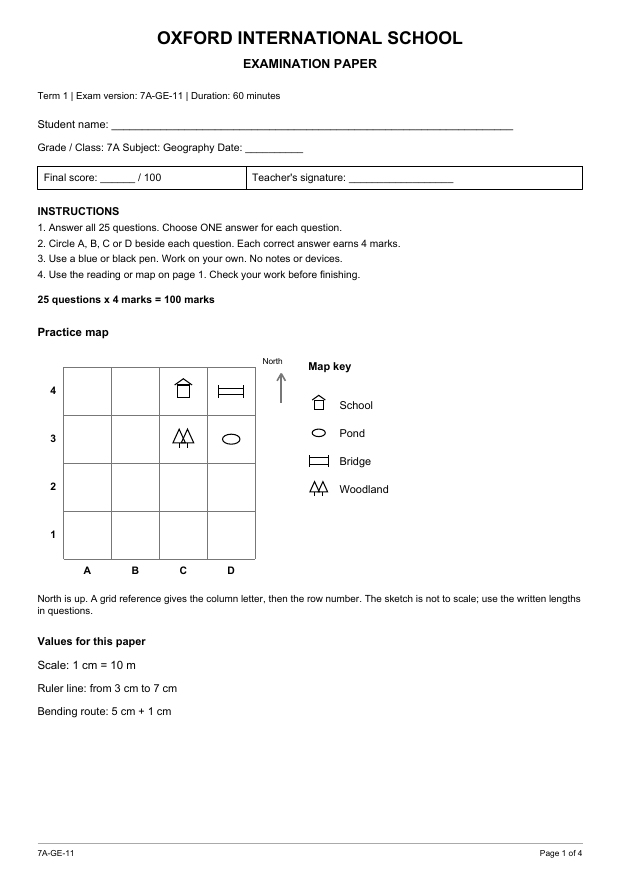 OXFORD INTERNATIONAL SCHOOL
EXAMINATION PAPER
Term 1 | Exam version: 7A-GE-11 | Duration: 60 minutes
Student name: ________________________________________________________________
Grade / Class: 7A Subject: Geography Date: __________
Final score: ______ / 100
Teacher's signature: __________________
INSTRUCTIONS
1. Answer all 25 questions. Choose ONE answer for each question.
2. Circle A, B, C or D beside each question. Each correct answer earns 4 marks.
3. Use a blue or black pen. Work on your own. No notes or devices.
4. Use the reading or map on page 1. Check your work before finishing.
25 questions x 4 marks = 100 marks
Practice map
North
Map key
4
School
Pond
3
Bridge
Woodland
2
1
A B C D
North is up. A grid reference gives the column letter, then the row number. The sketch is not to scale; use the written lengths
in questions.
Values for this paper
Scale: 1 cm = 10 m
Ruler line: from 3 cm to 7 cm
Bending route: 5 cm + 1 cm
7A-GE-11
Page 1 of 4